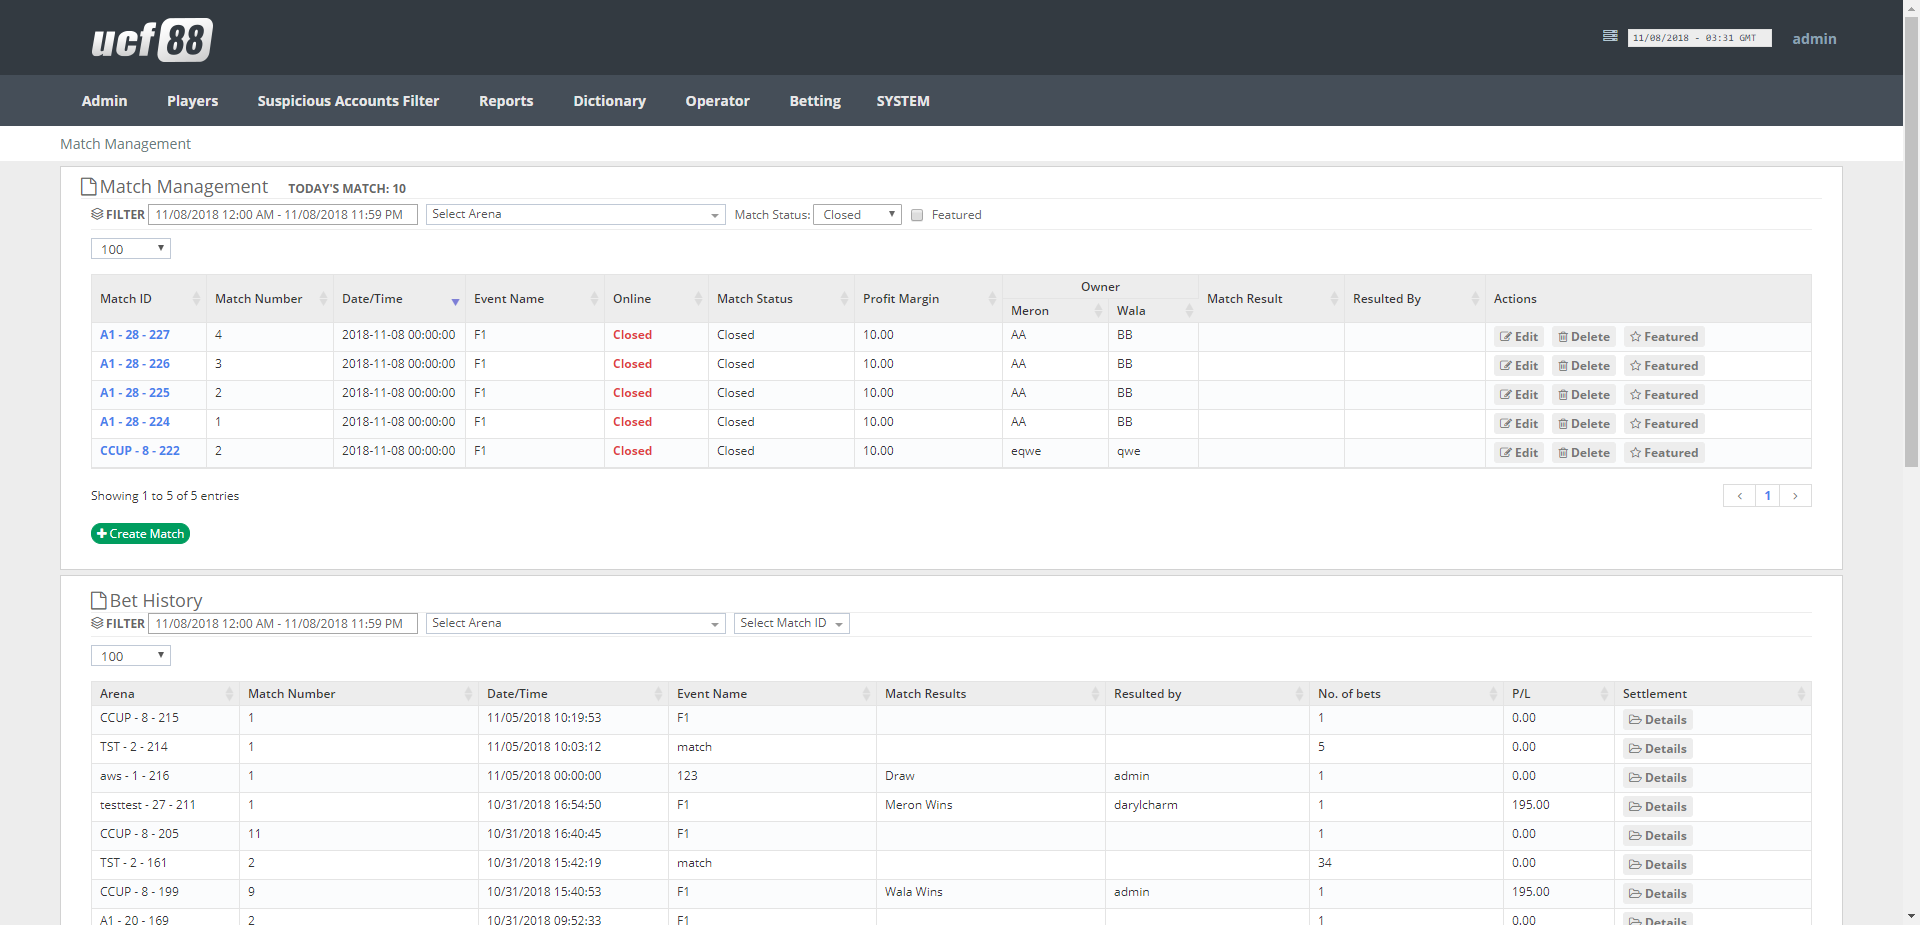 ucf 88
11/08/2018 - 03:31 GMT admin
Admin Players Suspicious Accounts Filter Reports Dictionary Operator Betting SYSTEM
Match Management
Match Management TODAY'S MATCH: 10
FILTER 11/08/2018 12:00 AM - 11/08/2018 11:59 PM Select Arena Match Status: Closed Featured
100
Owner
Match ID Match Number Date/Time Event Name Online Match Status Profit Margin Match Result Resulted By Actions
Meron Wala
A1 - 28 - 227 4 2018-11-08 00:00:00 F1 Closed Closed 10.00 AA BB Edit Delete Featured
A1 - 28 - 226 3 2018-11-08 00:00:00 F1 Closed Closed 10.00 AA BB Edit Delete Featured
A1 - 28 - 225 2 2018-11-08 00:00:00 F1 Closed Closed 10.00 AA BB Edit Delete Featured
A1 - 28 - 224 1 2018-11-08 00:00:00 F1 Closed Closed 10.00 AA BB Edit Delete Featured
CCUP - 8 - 222 2 2018-11-08 00:00:00 F1 Closed Closed 10.00 eqwe qwe Edit Delete Featured
Showing 1 to 5 of 5 entries 1
Create Match
Bet History
FILTER 11/08/2018 12:00 AM - 11/08/2018 11:59 PM Select Arena Select Match ID
100
Arena Match Number Date/Time Event Name Match Results Resulted by No. of bets P/L Settlement
CCUP - 8 - 215 1 11/05/2018 10:19:53 F1 1 0.00 Details
TST - 2 - 214 1 11/05/2018 10:03:12 match 5 0.00 Details
aws - 1 - 216 1 11/05/2018 00:00:00 123 Draw admin 1 0.00 Details
testtest - 27 - 211 1 10/31/2018 16:54:50 F1 Meron Wins darylcharm 1 195.00 Details
CCUP - 8 - 205 11 10/31/2018 16:40:45 F1 1 0.00 Details
TST - 2 - 161 2 10/31/2018 15:42:19 match 34 0.00 Details
CCUP - 8 - 199 9 10/31/2018 15:40:53 F1 Wala Wins admin 1 195.00 Details
A1 - 20 - 169 2 10/31/2018 09:52:33 F1 1 0.00 Details